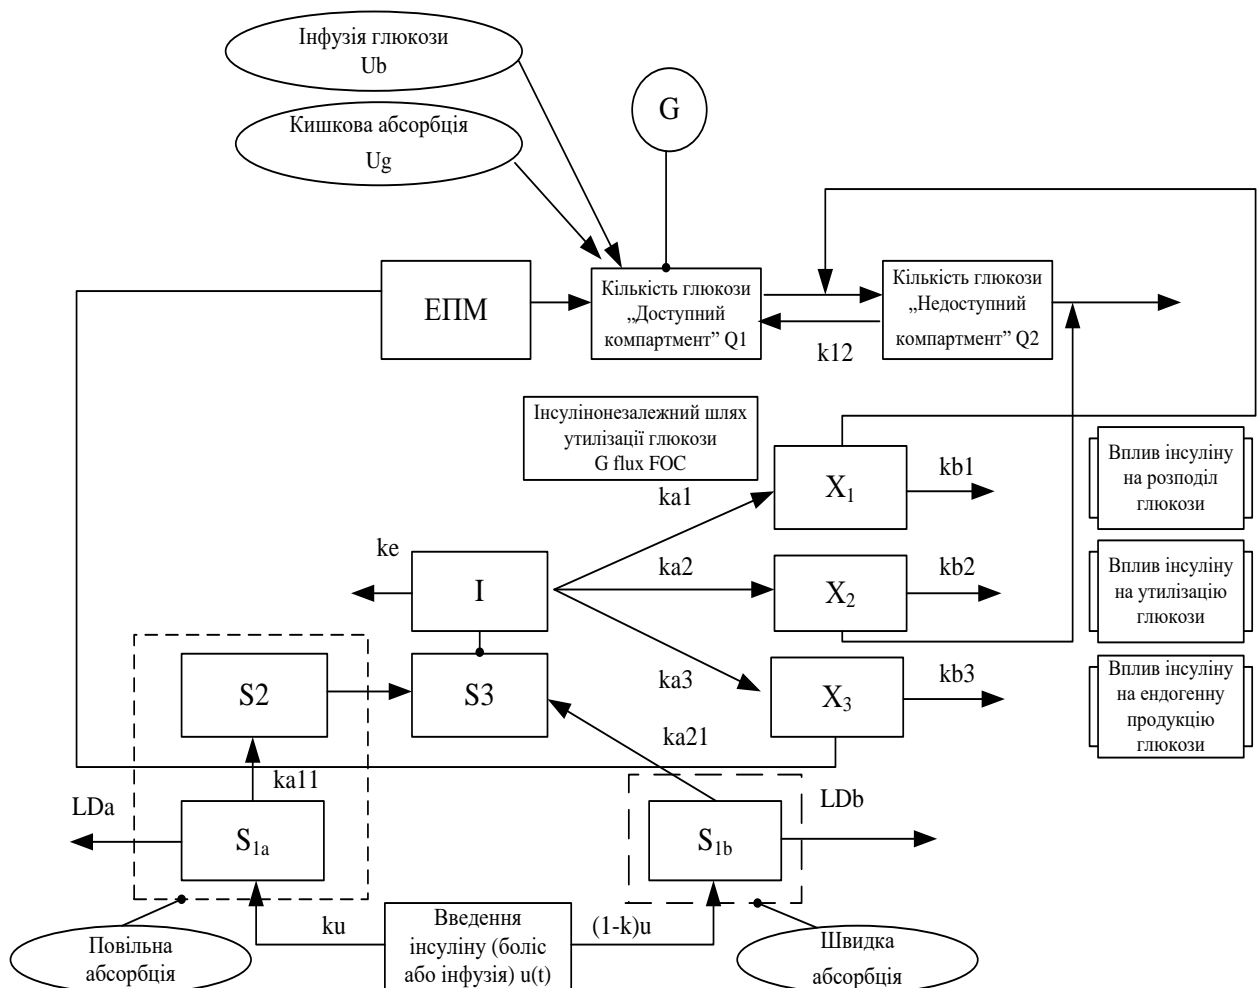 Інфузія глюкози
Ub
Кишкова абсорбція
Ug
G
ЕПМ
Кількість глюкози
„Доступний
компартмент” Q1
Кількість глюкози
„Недоступний
компартмент” Q2
k12
Інсулінонезалежний шлях
утилізації глюкози
G flux FOC
X1
kb1
ka1
Вплив інсуліну
на розподіл
глюкози
ke
I
ka2
X2
kb2
Вплив інсуліну
на утилізацію
глюкози
S2
S3
ka3
X3
kb3
Вплив інсуліну
на ендогенну
продукцію
глюкози
ka21
ka11
LDa
S1a
S1b
LDb
ku
Введення
інсуліну (боліс
або інфузія) u(t)
(1-k)u
Повільна
абсорбція
Швидка
абсорбція